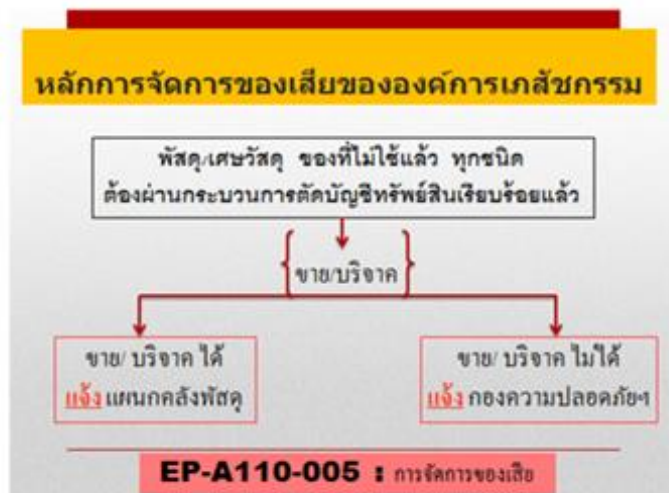 หลักการจัดการของเสียขององค์การเภสัชกรรม
พัสดุ/เศษวัสดุ ของที่ไม่ใช้แล้ว ทุกชนิด
ต้องผ่านกระบวนการตัดบัญชีทรัพย์สินเรียบร้อยแล้ว
ขาย/บริจาค
ขาย/ บริจาค ได้
แจ้ง แผนกคลังพัสดุ
ขาย/ บริจาค ไม่ได้
แจ้ง กองความปลอดภัยฯ
EP-A110-005 : การจัดการของเสีย